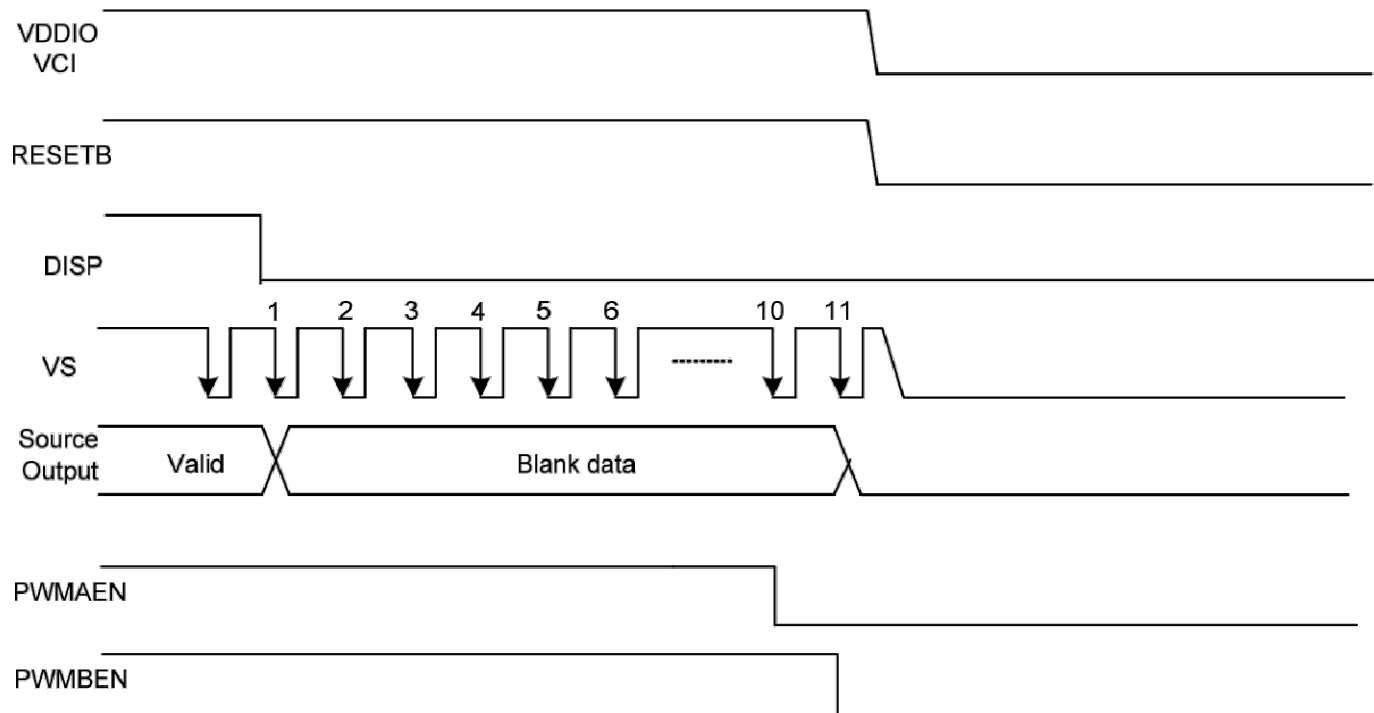 VDDIO
VCI
RESETB
DISP
1 2 3 4 5 6 10 11
VS
Source
Output
Valid
Blank data
PWMAEN
PWMBEN